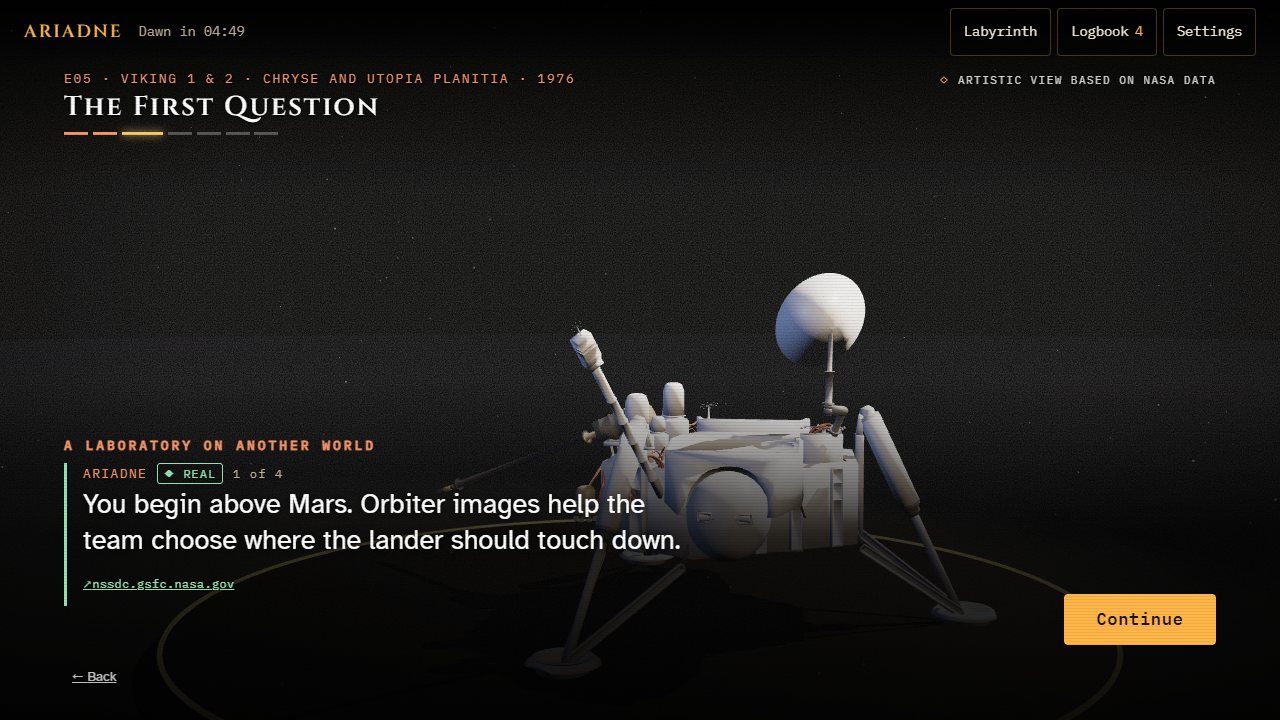 ARIADNE Dawn in 04:49
Labyrinth Logbook 4 Settings
E05 · VIKING 1 & 2 · CHRYSE AND UTOPIA PLANITIA · 1976
◇ ARTISTIC VIEW BASED ON NASA DATA
The First Question
A LABORATORY ON ANOTHER WORLD
ARIADNE ◆ REAL 1 of 4
You begin above Mars. Orbiter images help the
team choose where the lander should touch down.
↗nssdc.gsfc.nasa.gov
Continue
← Back